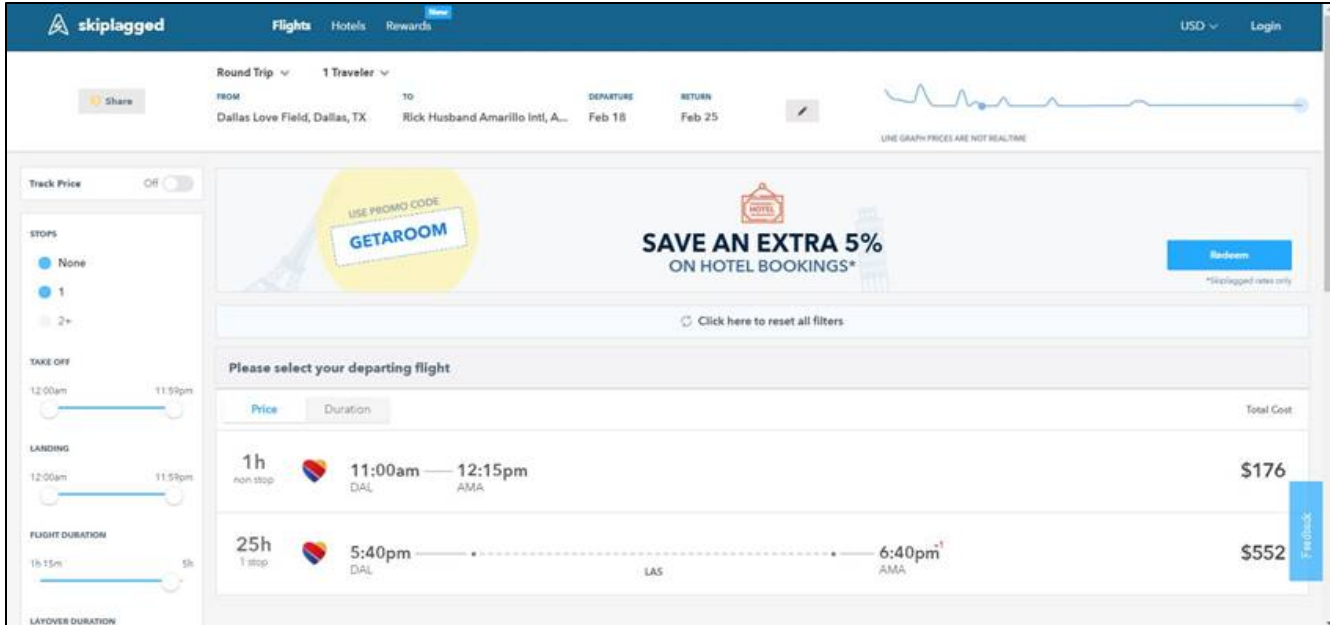 skiplagged
Flights Hotels Rewards New
USD Login
Share
Round Trip 1 Traveler
FROM TO DEPARTURE RETURN
Dallas Love Field, Dallas, TX Rick Husband Amarillo Intl, A... Feb 18 Feb 25
LINE GRAPH PRICES ARE NOT REAL-TIME
Track Price Off
USE PROMO CODE
GETAROOM
HOTEL
SAVE AN EXTRA 5%
ON HOTEL BOOKINGS*
Redeem
*Skiplagged rates only
STOPS
None
1
2+
Click here to reset all filters
TAKE OFF
12:00am 11:59pm
Please select your departing flight
Price Duration Total Cost
LANDING
12:00am 11:59pm
1h
non stop
11:00am 12:15pm
DAL AMA
$176
FLIGHT DURATION
1h 15m 5h
25h
1 stop
5:40pm 6:40pm+1
DAL LAS AMA
$552
Feedback
LAYOVER DURATION